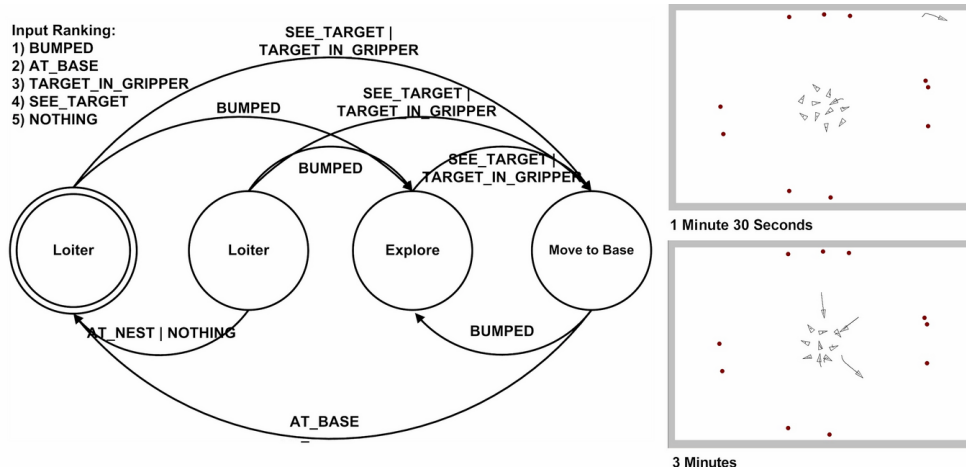 Input Ranking:
1) BUMPED
2) AT_BASE
3) TARGET_IN_GRIPPER
4) SEE_TARGET
5) NOTHING
SEE_TARGET |
TARGET_IN_GRIPPER
BUMPED
SEE_TARGET |
TARGET_IN_GRIPPER
BUMPED
SEE_TARGET |
TARGET_IN_GRIPPER
Loiter
Loiter
Explore
Move to Base
AT_NEST | NOTHING
BUMPED
AT_BASE
1 Minute 30 Seconds
3 Minutes